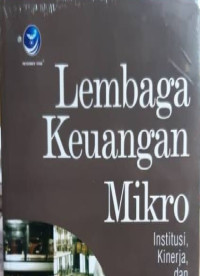 Lembaga
Keuangan
Mikro
Institusi,
Kinerja,
dan